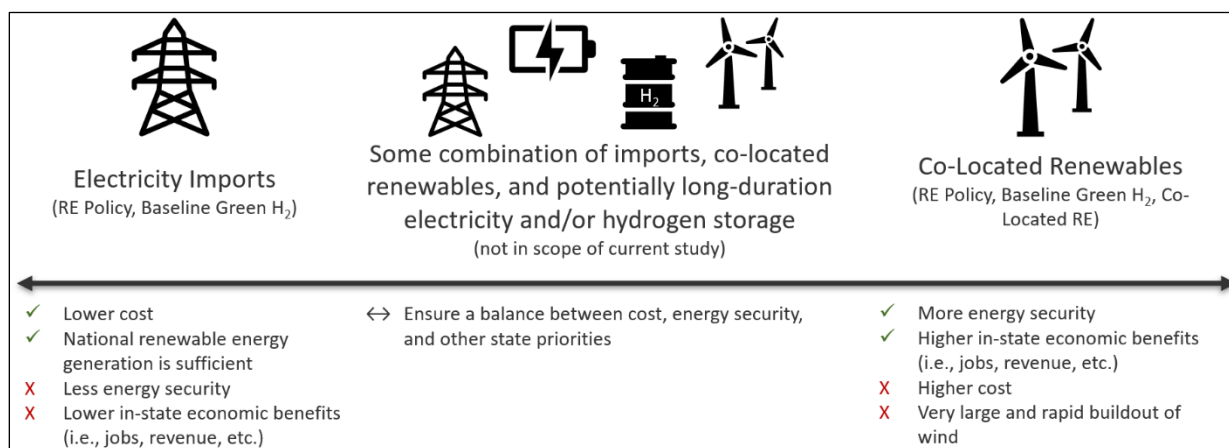 H₂
Electricity Imports
(RE Policy, Baseline Green H₂)
Some combination of imports, co-located
renewables, and potentially long-duration
electricity and/or hydrogen storage
(not in scope of current study)
Co-Located Renewables
(RE Policy, Baseline Green H₂, Co-
Located RE)
✓ Lower cost
✓ National renewable energy
generation is sufficient
X Less energy security
X Lower in-state economic benefits
(i.e., jobs, revenue, etc.)
↔ Ensure a balance between cost, energy security,
and other state priorities
✓ More energy security
✓ Higher in-state economic benefits
(i.e., jobs, revenue, etc.)
X Higher cost
X Very large and rapid buildout of
wind